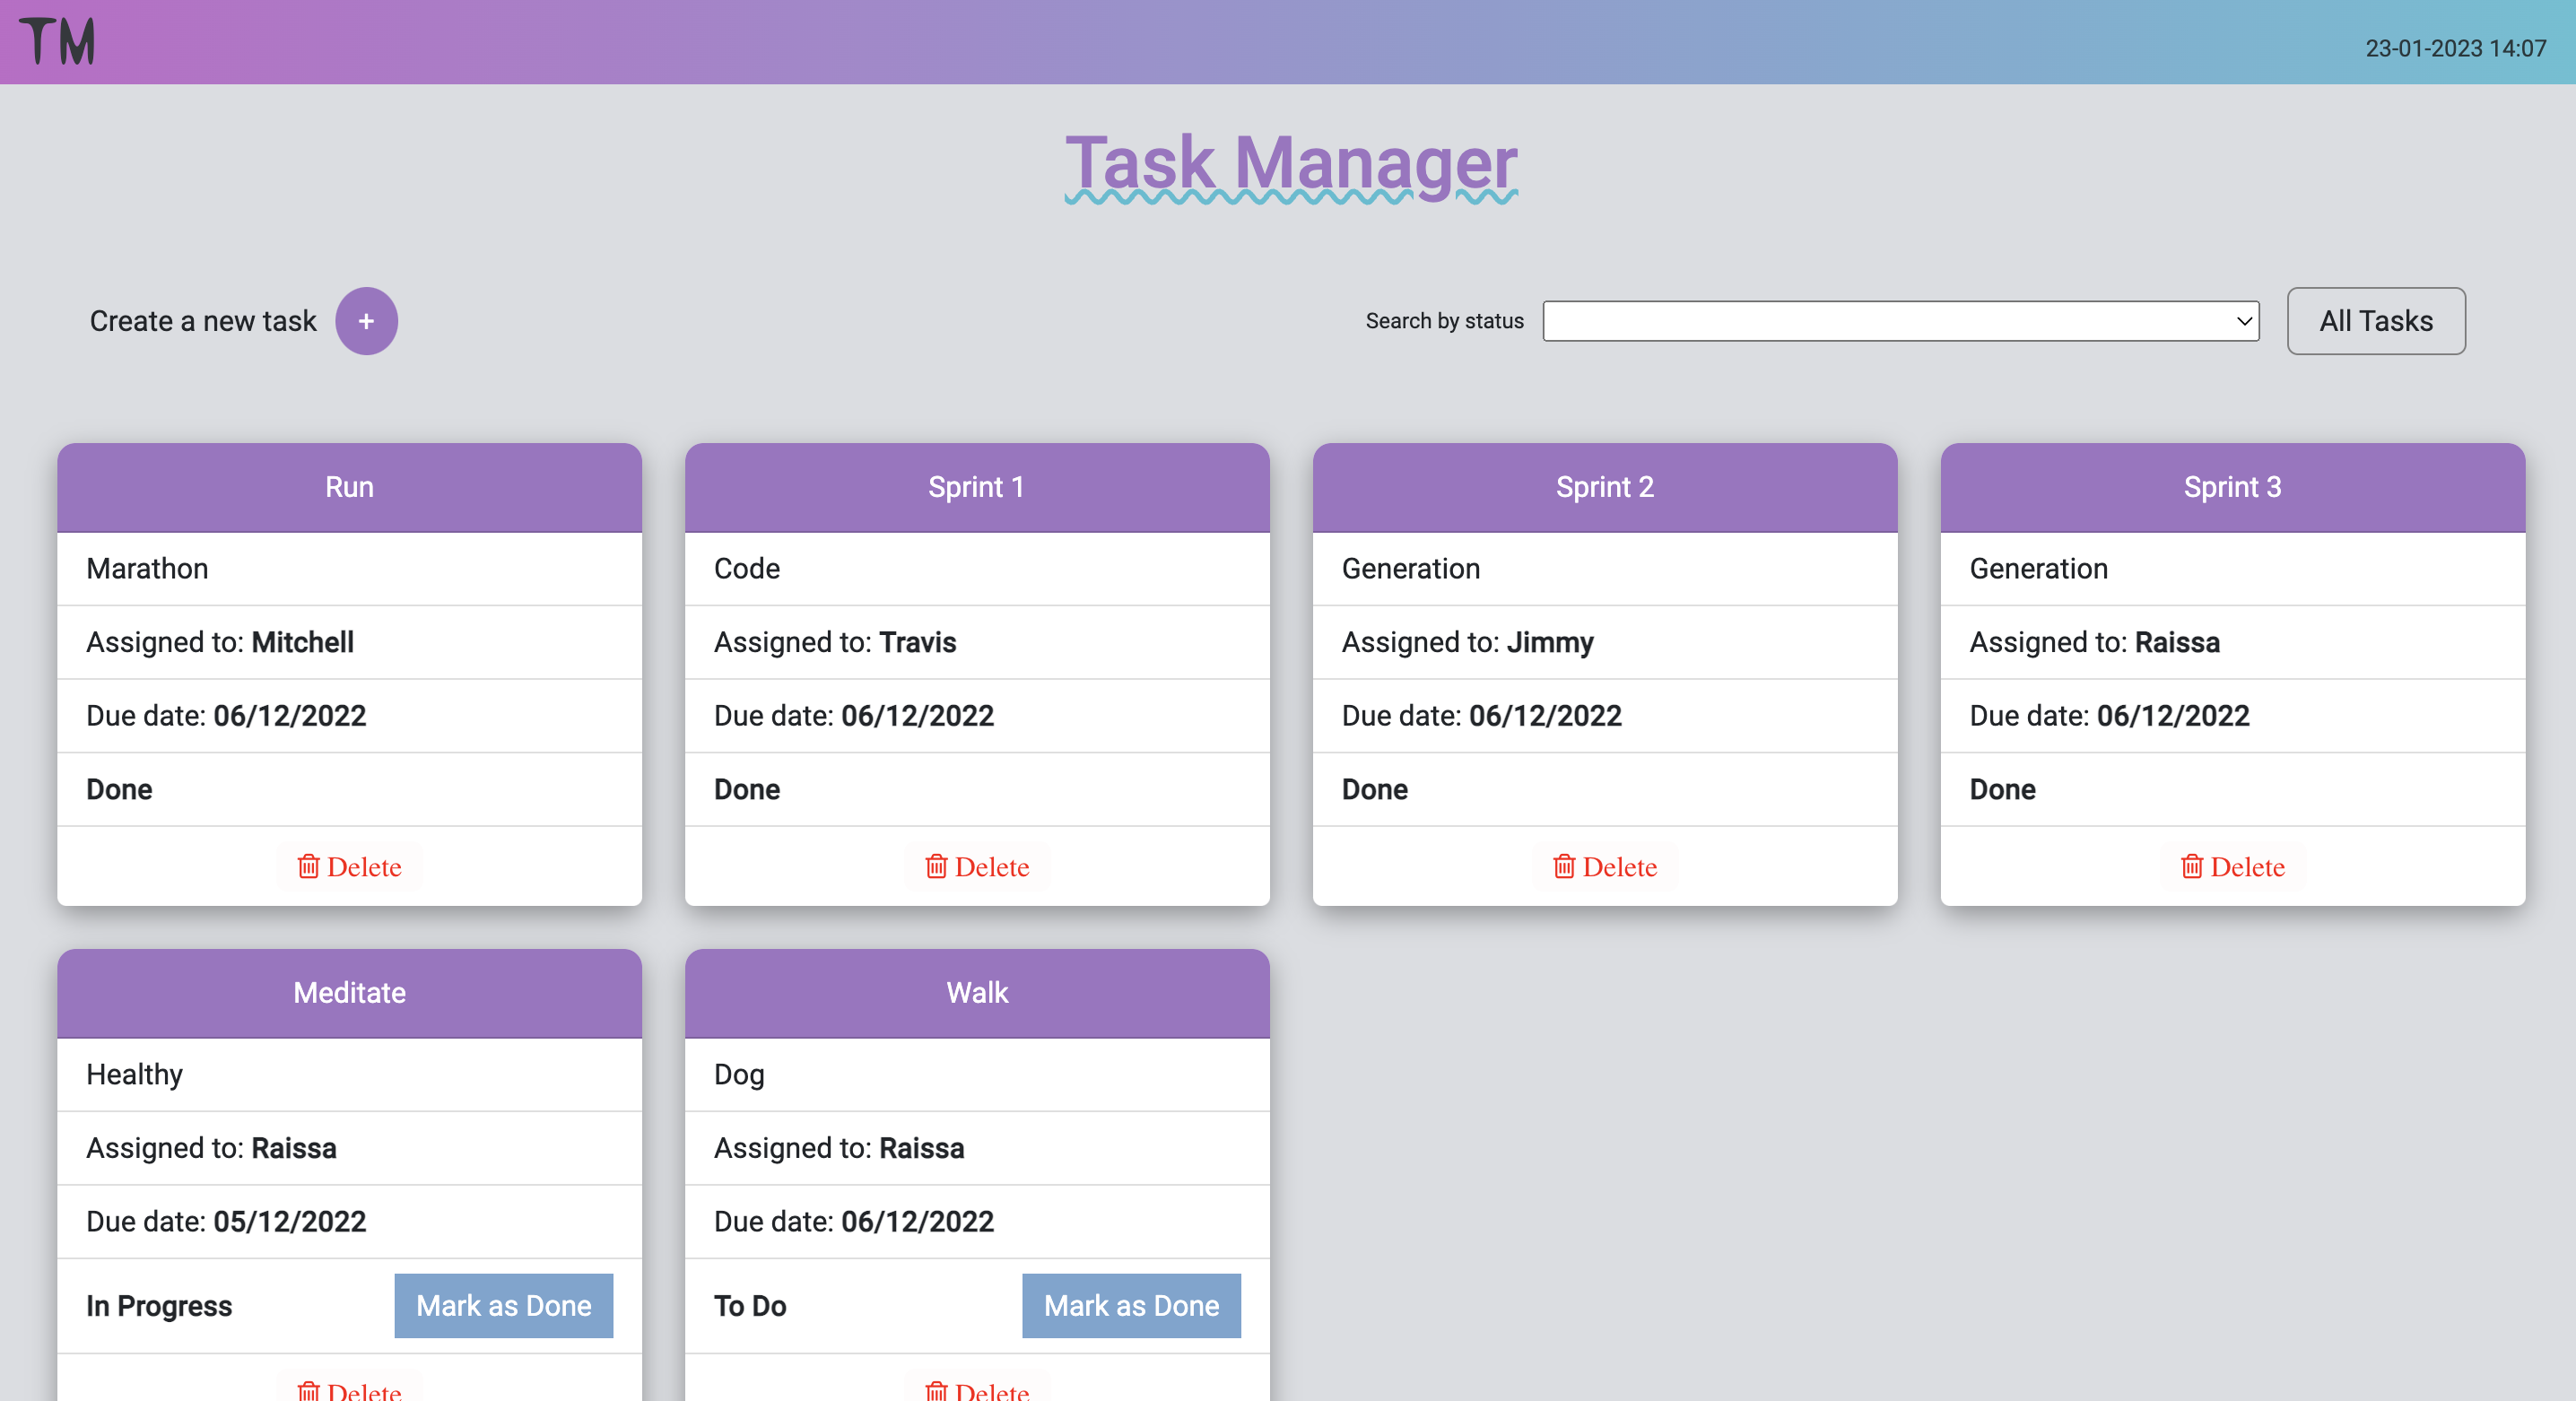 TM
23-01-2023 14:07
Task Manager
Create a new task +
Search by status
All Tasks
Run
Marathon
Assigned to: Mitchell
Due date: 06/12/2022
Done
Delete
Sprint 1
Code
Assigned to: Travis
Due date: 06/12/2022
Done
Delete
Sprint 2
Generation
Assigned to: Jimmy
Due date: 06/12/2022
Done
Delete
Sprint 3
Generation
Assigned to: Raissa
Due date: 06/12/2022
Done
Delete
Meditate
Healthy
Assigned to: Raissa
Due date: 05/12/2022
In Progress
Mark as Done
Delete
Walk
Dog
Assigned to: Raissa
Due date: 06/12/2022
To Do
Mark as Done
Delete